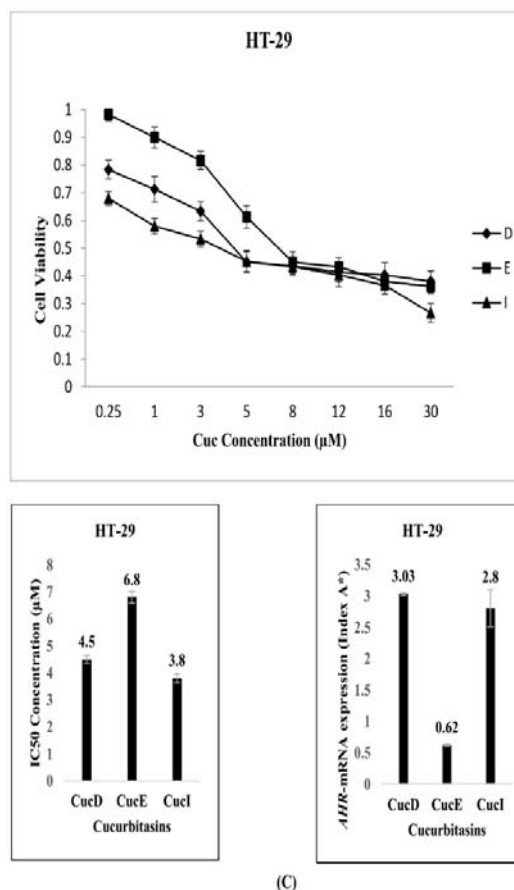 HT-29
1
0.9
0.8
0.7
0.6
0.5
0.4
0.3
0.2
0.1
0
Cell Viability
0.25 1 3 5 8 12 16 30
Cuc Concentration (µM)
D
E
I
HT-29
8
7
6
5
4
3
2
1
0
IC50 Concentration (µM)
4.5
6.8
3.8
CucD CucE CucI
Cucurbitasins
HT-29
3.5
3
2.5
2
1.5
1
0.5
0
AHR-mRNA expression (Index A*)
3.03
0.62
2.8
CucD CucE CucI
Cucurbitasins
(C)